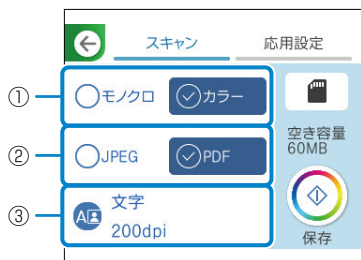 スキャン 応用設定
① モノクロ カラー
② JPEG PDF
空き容量
60MB
③ A 文字
200dpi
保存